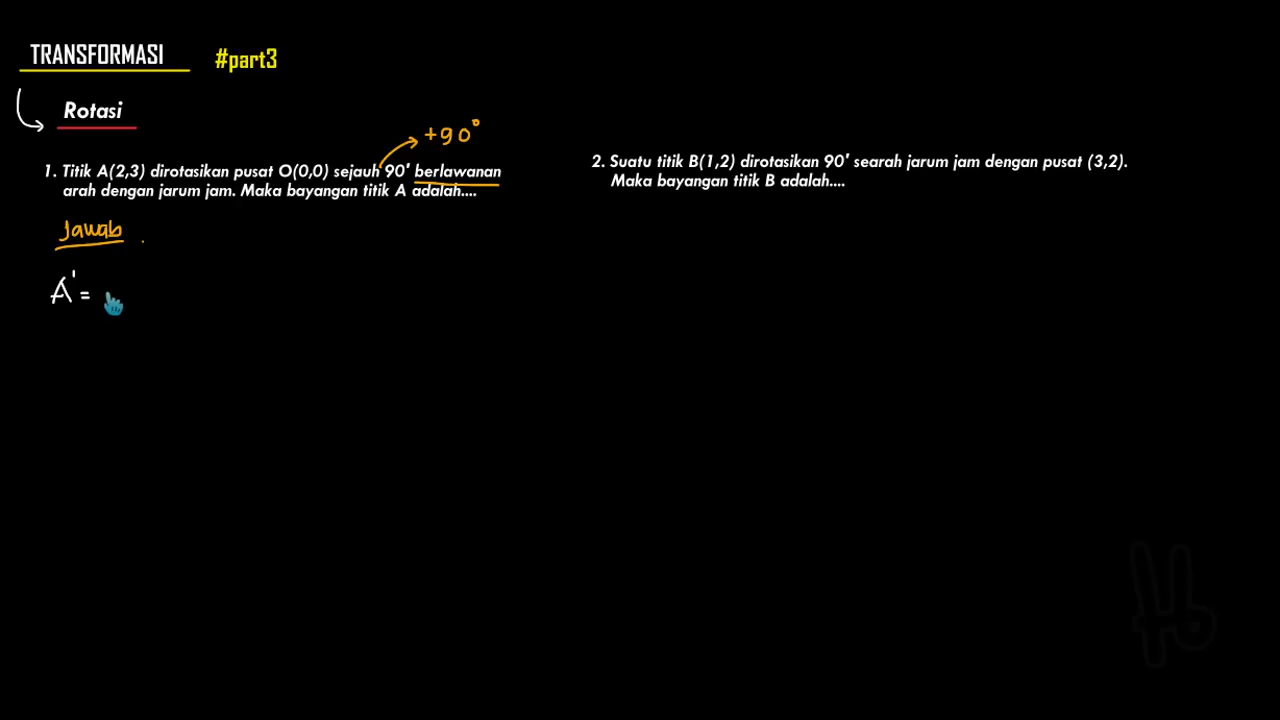 TRANSFORMASI #part3
Rotasi
+90°
1. Titik A(2,3) dirotasikan pusat O(0,0) sejauh 90° berlawanan
arah dengan jarum jam. Maka bayangan titik A adalah....
Jawab
A' =
2. Suatu titik B(1,2) dirotasikan 90° searah jarum jam dengan pusat (3,2).
Maka bayangan titik B adalah....